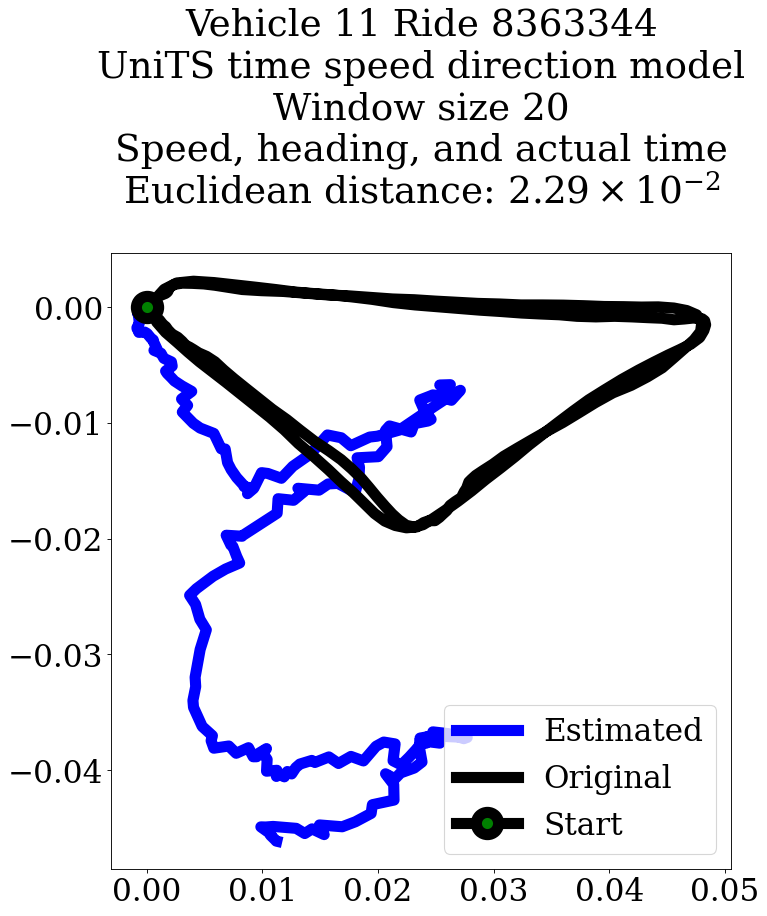 Vehicle 11 Ride 8363344
UniTS time speed direction model
Window size 20
Speed, heading, and actual time
Euclidean distance: 2.29 × 10⁻²
0.00
−0.01
−0.02
−0.03
−0.04
Estimated
Original
Start
0.00 0.01 0.02 0.03 0.04 0.05